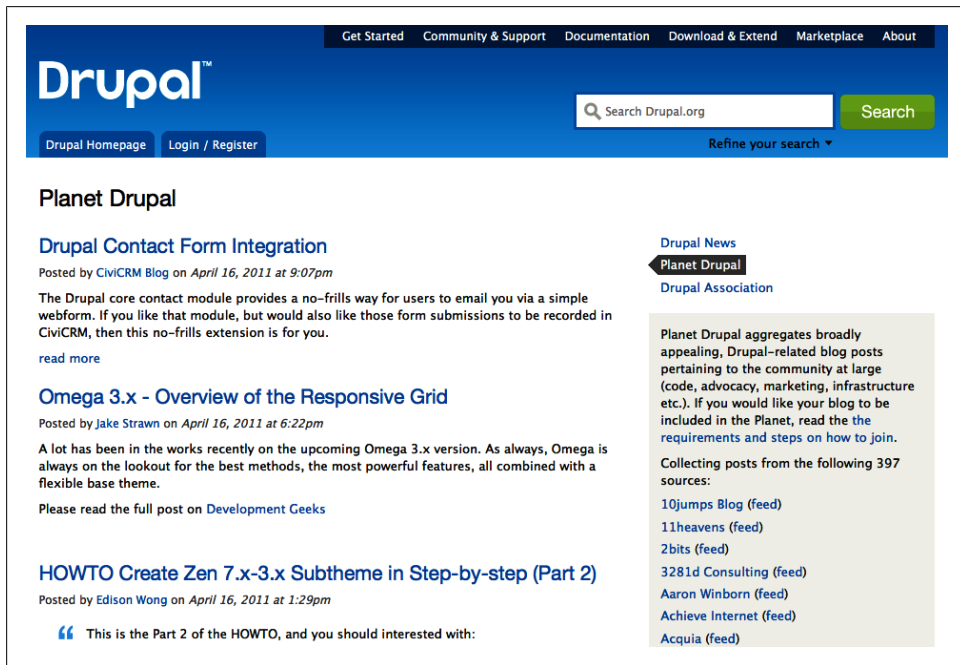 Get Started Community & Support Documentation Download & Extend Marketplace About
Drupal™
Search Drupal.org
Search
Refine your search
Drupal Homepage Login / Register
Planet Drupal
Drupal Contact Form Integration
Posted by CiviCRM Blog on April 16, 2011 at 9:07pm
The Drupal core contact module provides a no-frills way for users to email you via a simple
webform. If you like that module, but would also like those form submissions to be recorded in
CiviCRM, then this no-frills extension is for you.
read more
Omega 3.x - Overview of the Responsive Grid
Posted by Jake Strawn on April 16, 2011 at 6:22pm
A lot has been in the works recently on the upcoming Omega 3.x version. As always, Omega is
always on the lookout for the best methods, the most powerful features, all combined with a
flexible base theme.
Please read the full post on Development Geeks
HOWTO Create Zen 7.x-3.x Subtheme in Step-by-step (Part 2)
Posted by Edison Wong on April 16, 2011 at 1:29pm
“ This is the Part 2 of the HOWTO, and you should interested with:
Drupal News
Planet Drupal
Drupal Association
Planet Drupal aggregates broadly
appealing, Drupal-related blog posts
pertaining to the community at large
(code, advocacy, marketing, infrastructure
etc.). If you would like your blog to be
included in the Planet, read the the
requirements and steps on how to join.
Collecting posts from the following 397
sources:
10jumps Blog (feed)
11heavens (feed)
2bits (feed)
3281d Consulting (feed)
Aaron Winborn (feed)
Achieve Internet (feed)
Acquia (feed)